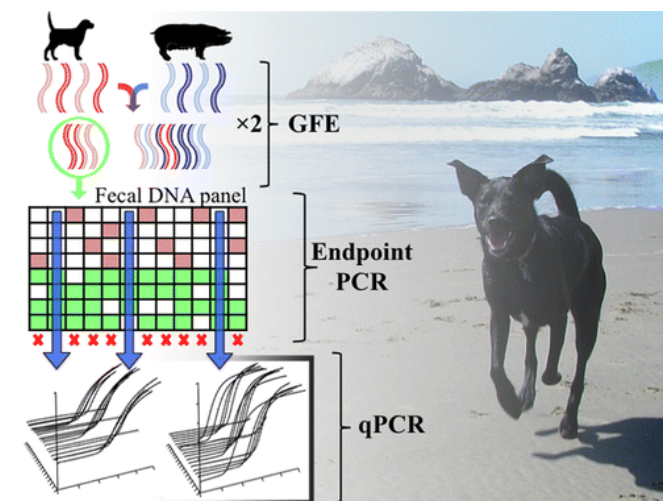 ×2
GFE
Fecal DNA panel
Endpoint
PCR
qPCR